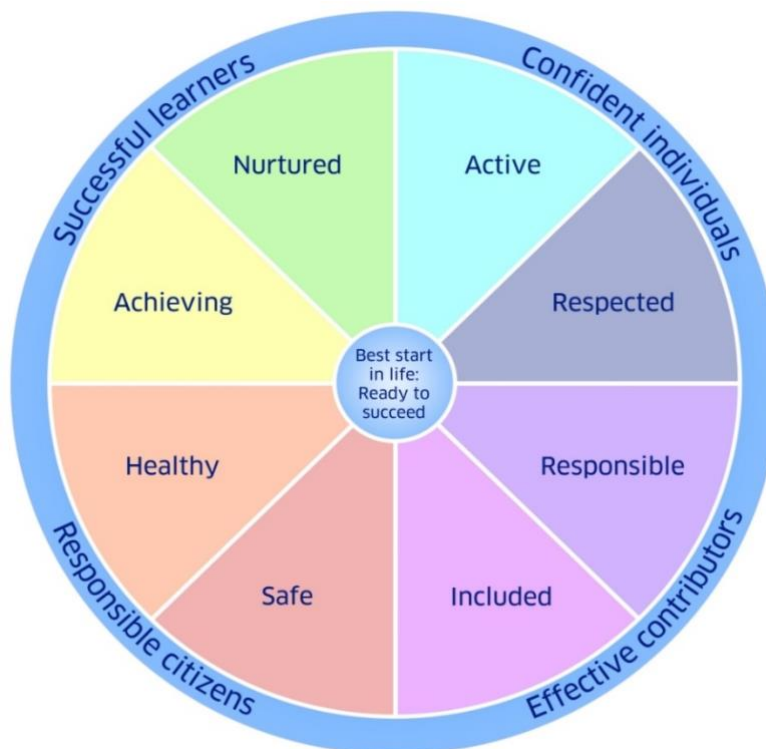 Successful learners
Confident individuals
Nurtured
Active
Achieving
Respected
Best start
in life:
Ready to
succeed
Healthy
Responsible
Safe
Included
Responsible citizens
Effective contributors